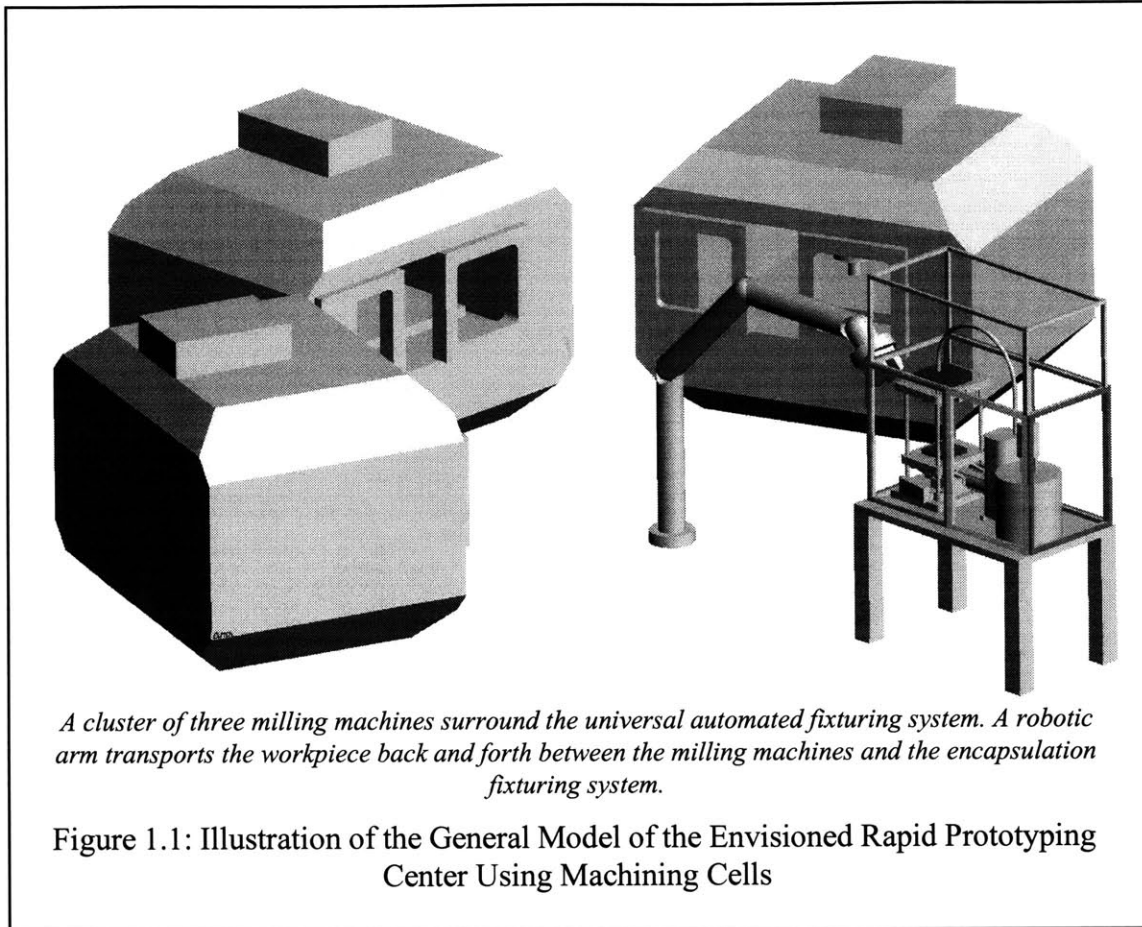 A cluster of three milling machines surround the universal automated fixturing system. A robotic
arm transports the workpiece back and forth between the milling machines and the encapsulation
fixturing system.
Figure 1.1: Illustration of the General Model of the Envisioned Rapid Prototyping
Center Using Machining Cells